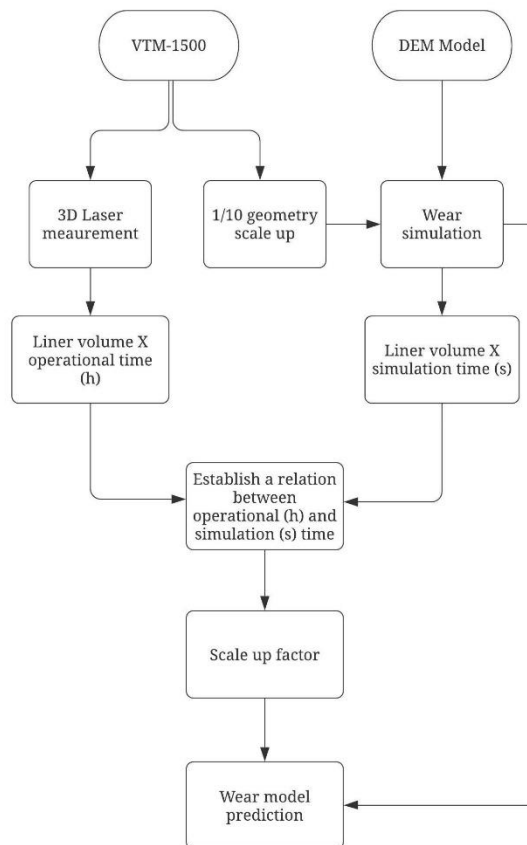 VTM-1500
DEM Model
3D Laser
meaurement
1/10 geometry
scale up
Wear
simulation
Liner volume X
operational time
(h)
Liner volume X
simulation time (s)
Establish a relation
between
operational (h) and
simulation (s) time
Scale up factor
Wear model
prediction